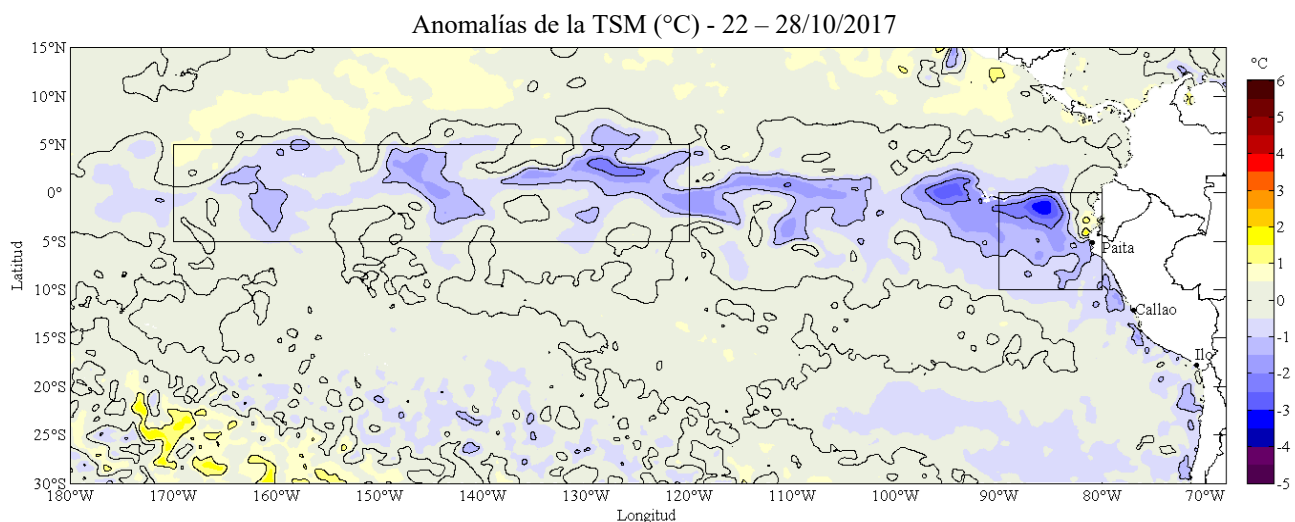 Anomalías de la TSM (°C) - 22 – 28/10/2017
15°N
10°N
5°N
0°
5°S
10°S
15°S
20°S
25°S
30°S
Latitud
180°W 170°W 160°W 150°W 140°W 130°W 120°W 110°W 100°W 90°W 80°W 70°W
Longitud
Paita
Callao
Ilo
°C
6
5
4
3
2
1
0
-1
-2
-3
-4
-5